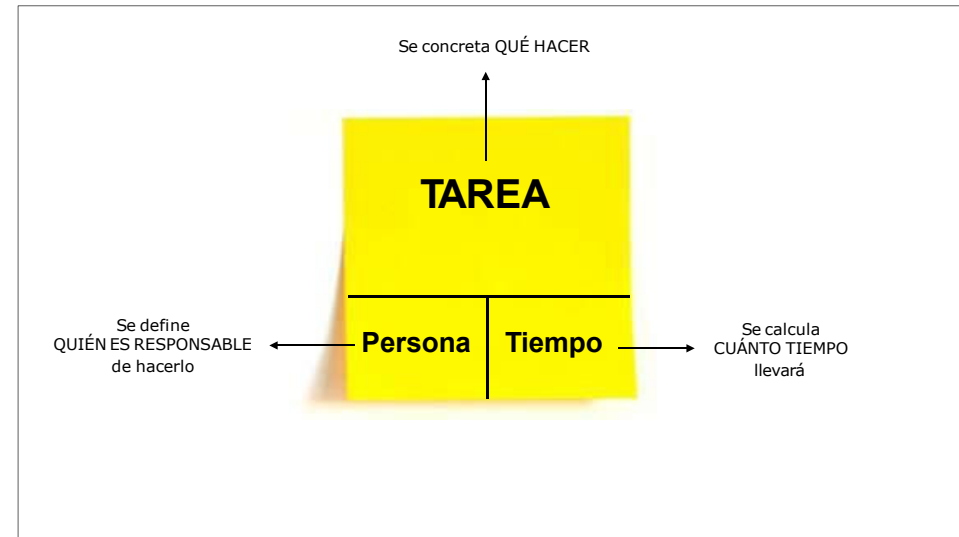 Se concreta QUÉ HACER
TAREA
Se define
QUIÉN ES RESPONSABLE
de hacerlo
Persona
Tiempo
Se calcula
CUÁNTO TIEMPO
llevará